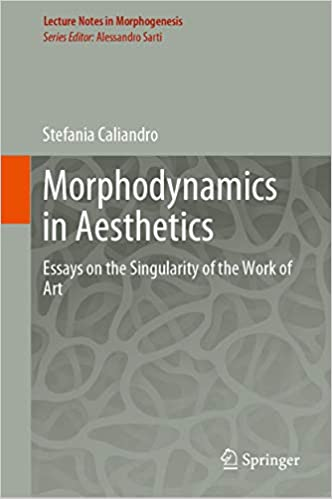 Lecture Notes in Morphogenesis
Series Editor: Alessandro Sarti
Stefania Caliandro
Morphodynamics
in Aesthetics
Essays on the Singularity of the Work of
Art
Springer